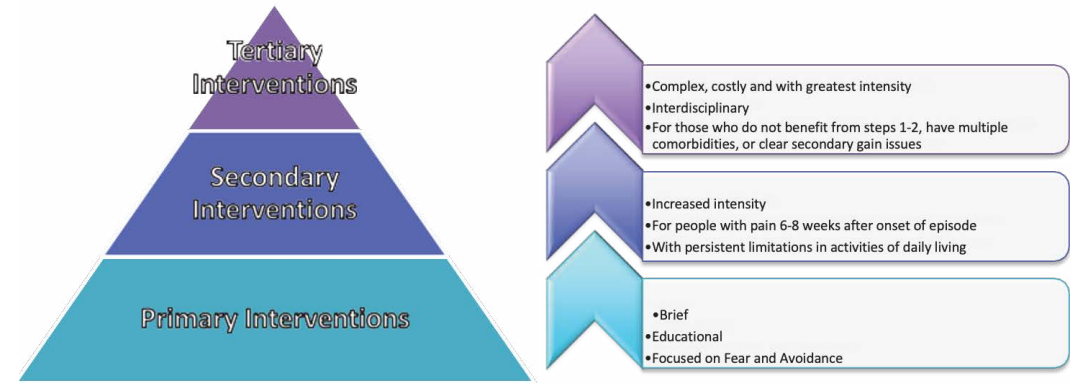 Tertiary
Interventions
Secondary
Interventions
Primary Interventions
•Complex, costly and with greatest intensity
•Interdisciplinary
•For those who do not benefit from steps 1-2, have multiple
comorbidities, or clear secondary gain issues
•Increased intensity
•For people with pain 6-8 weeks after onset of episode
•With persistent limitations in activities of daily living
•Brief
•Educational
•Focused on Fear and Avoidance